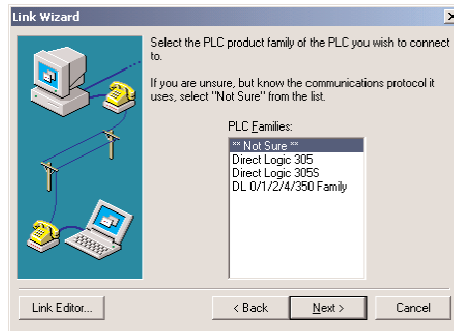 Link Wizard
Select the PLC product family of the PLC you wish to connect
to.
If you are unsure, but know the communications protocol it
uses, select "Not Sure" from the list.
PLC Families:
** Not Sure **
Direct Logic 305
Direct Logic 305S
DL 0/1/2/4/350 Family
Link Editor...
< Back
Next >
Cancel